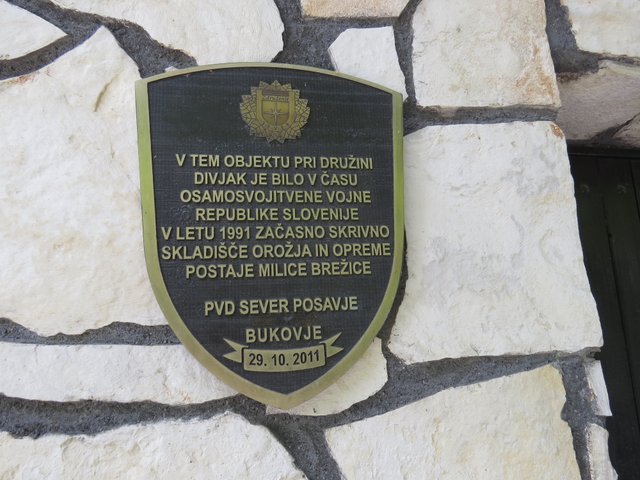 V TEM OBJEKTU PRI DRUŽINI
DIVJAK JE BILO V ČASU
OSAMOSVOJITVENE VOJNE
REPUBLIKE SLOVENIJE
V LETU 1991 ZAČASNO SKRIVNO
SKLADIŠČE OROŽJA IN OPREME
POSTAJE MILICE BREŽICE
PVD SEVER POSAVJE
BUKOVJE
29. 10. 2011